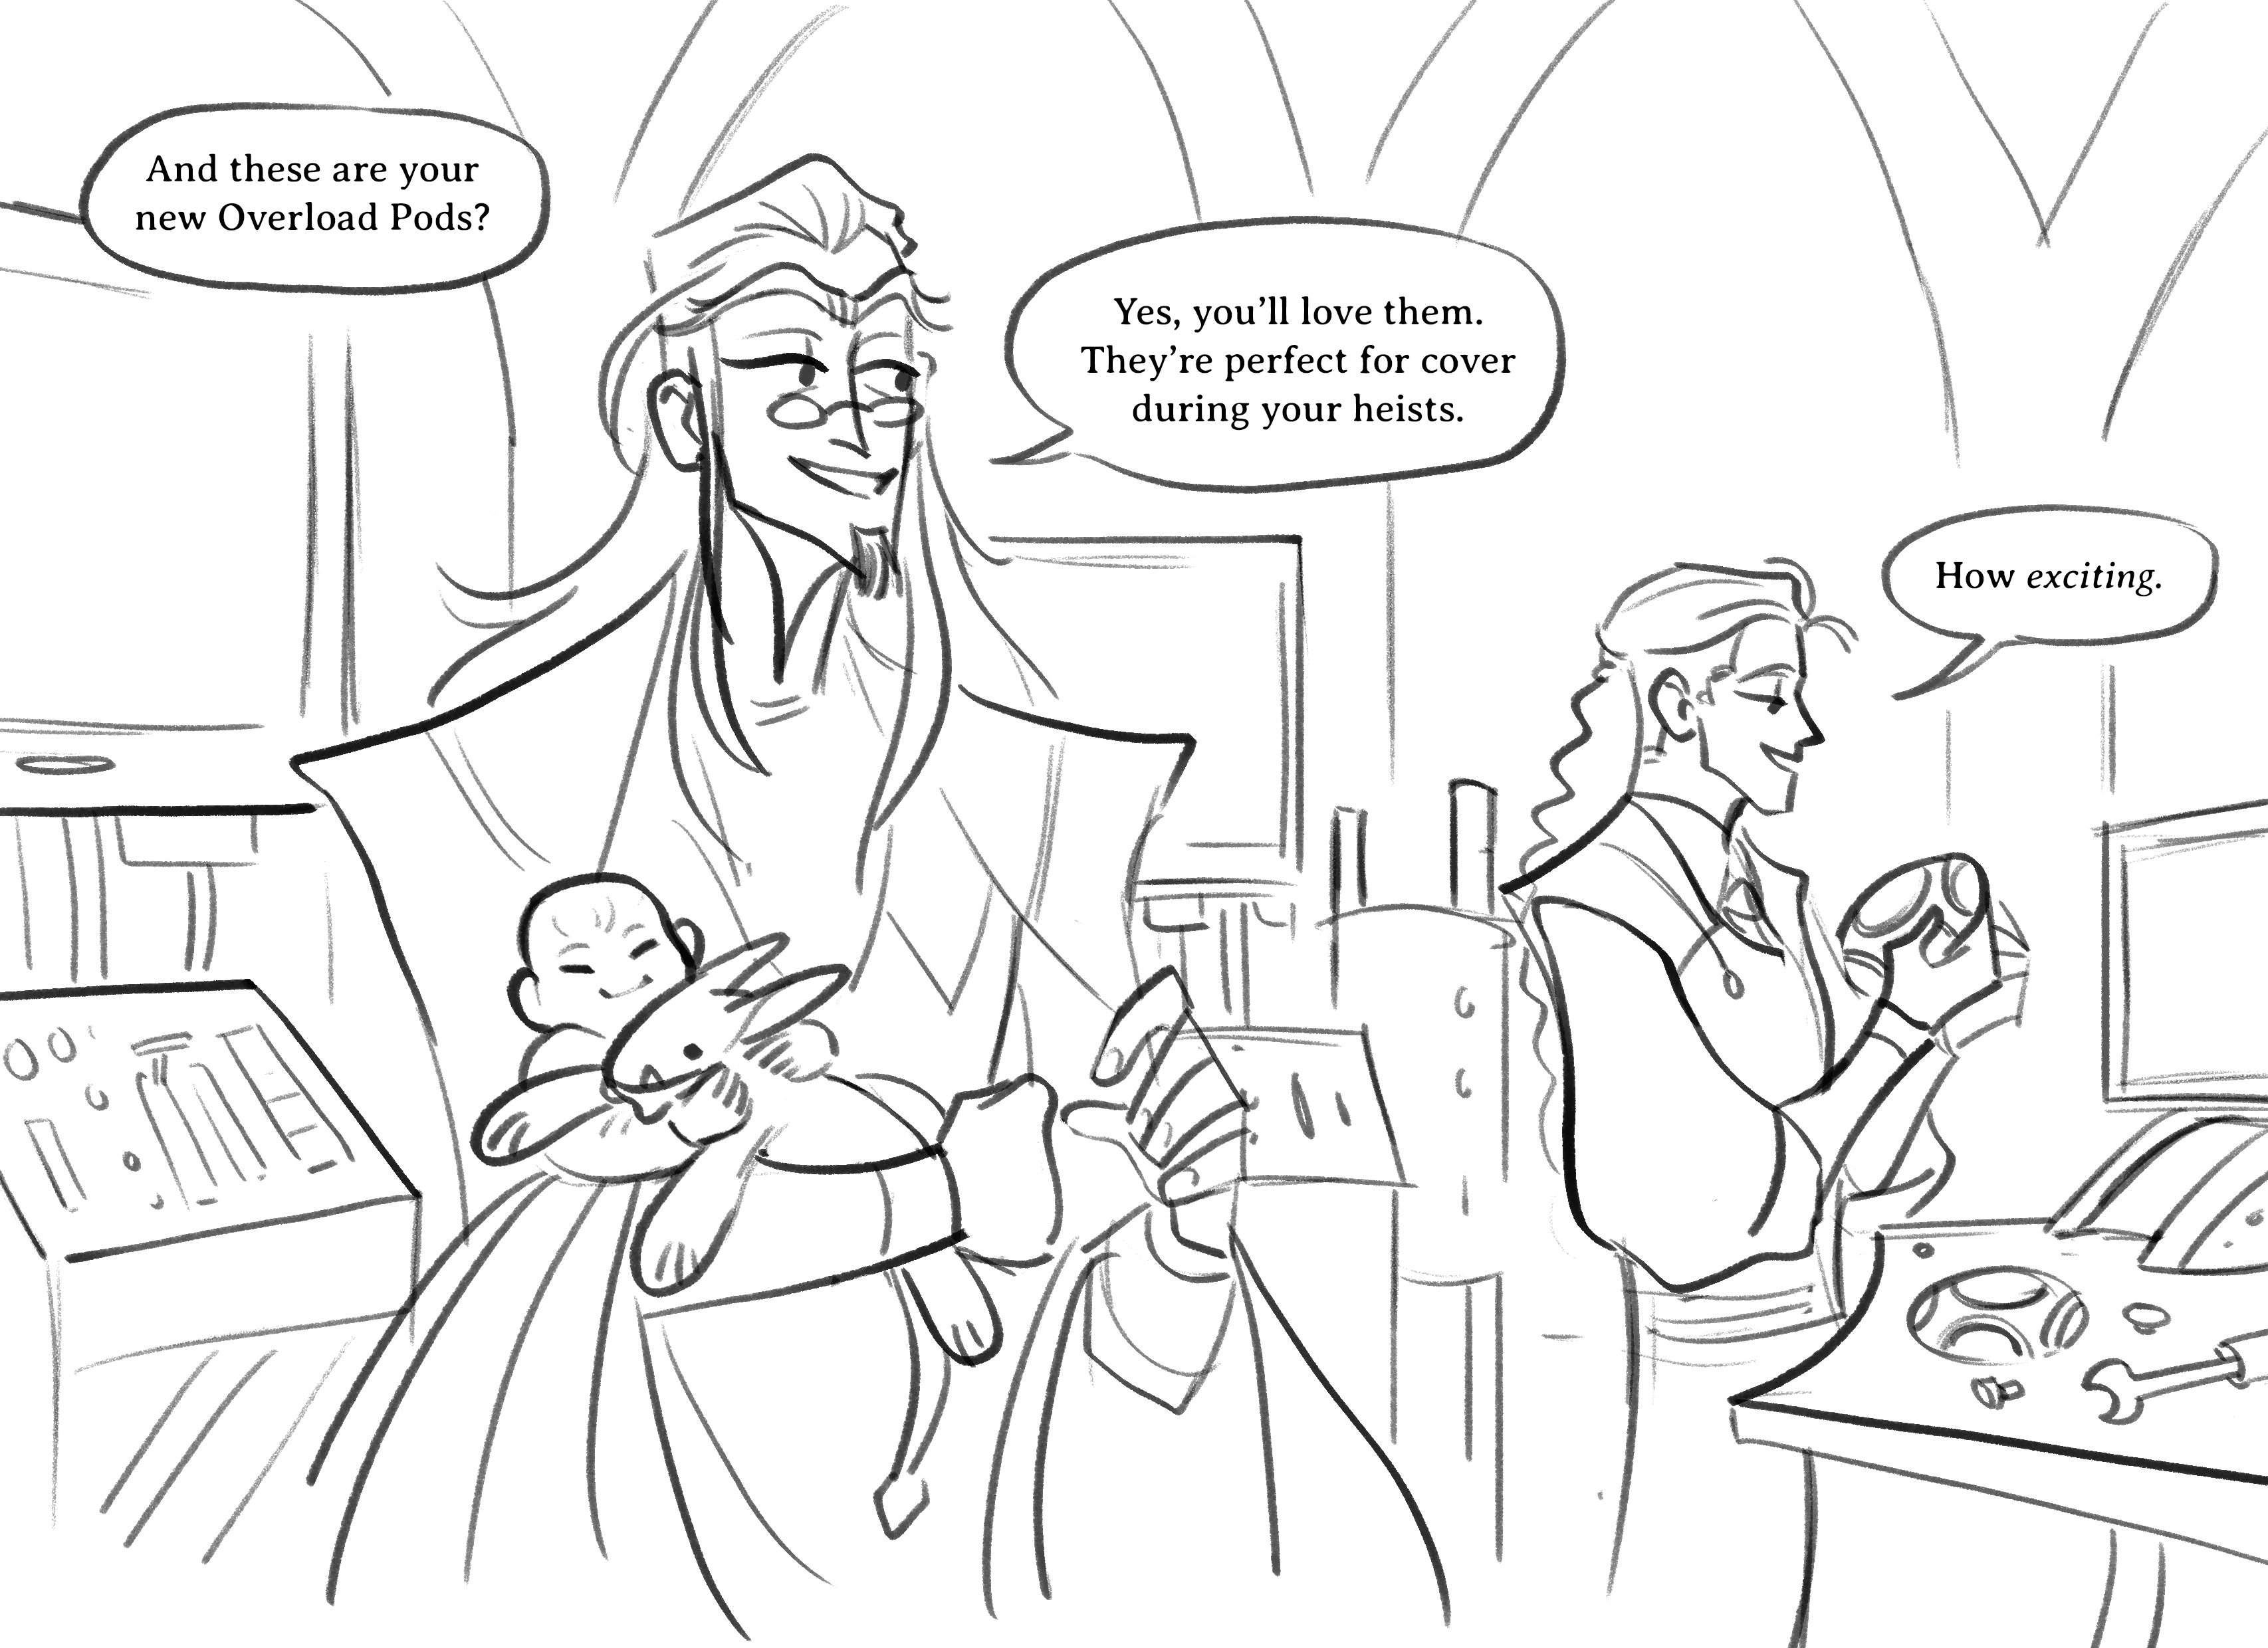 And these are your
new Overload Pods?
Yes, you’ll love them.
They’re perfect for cover
during your heists.
How exciting.